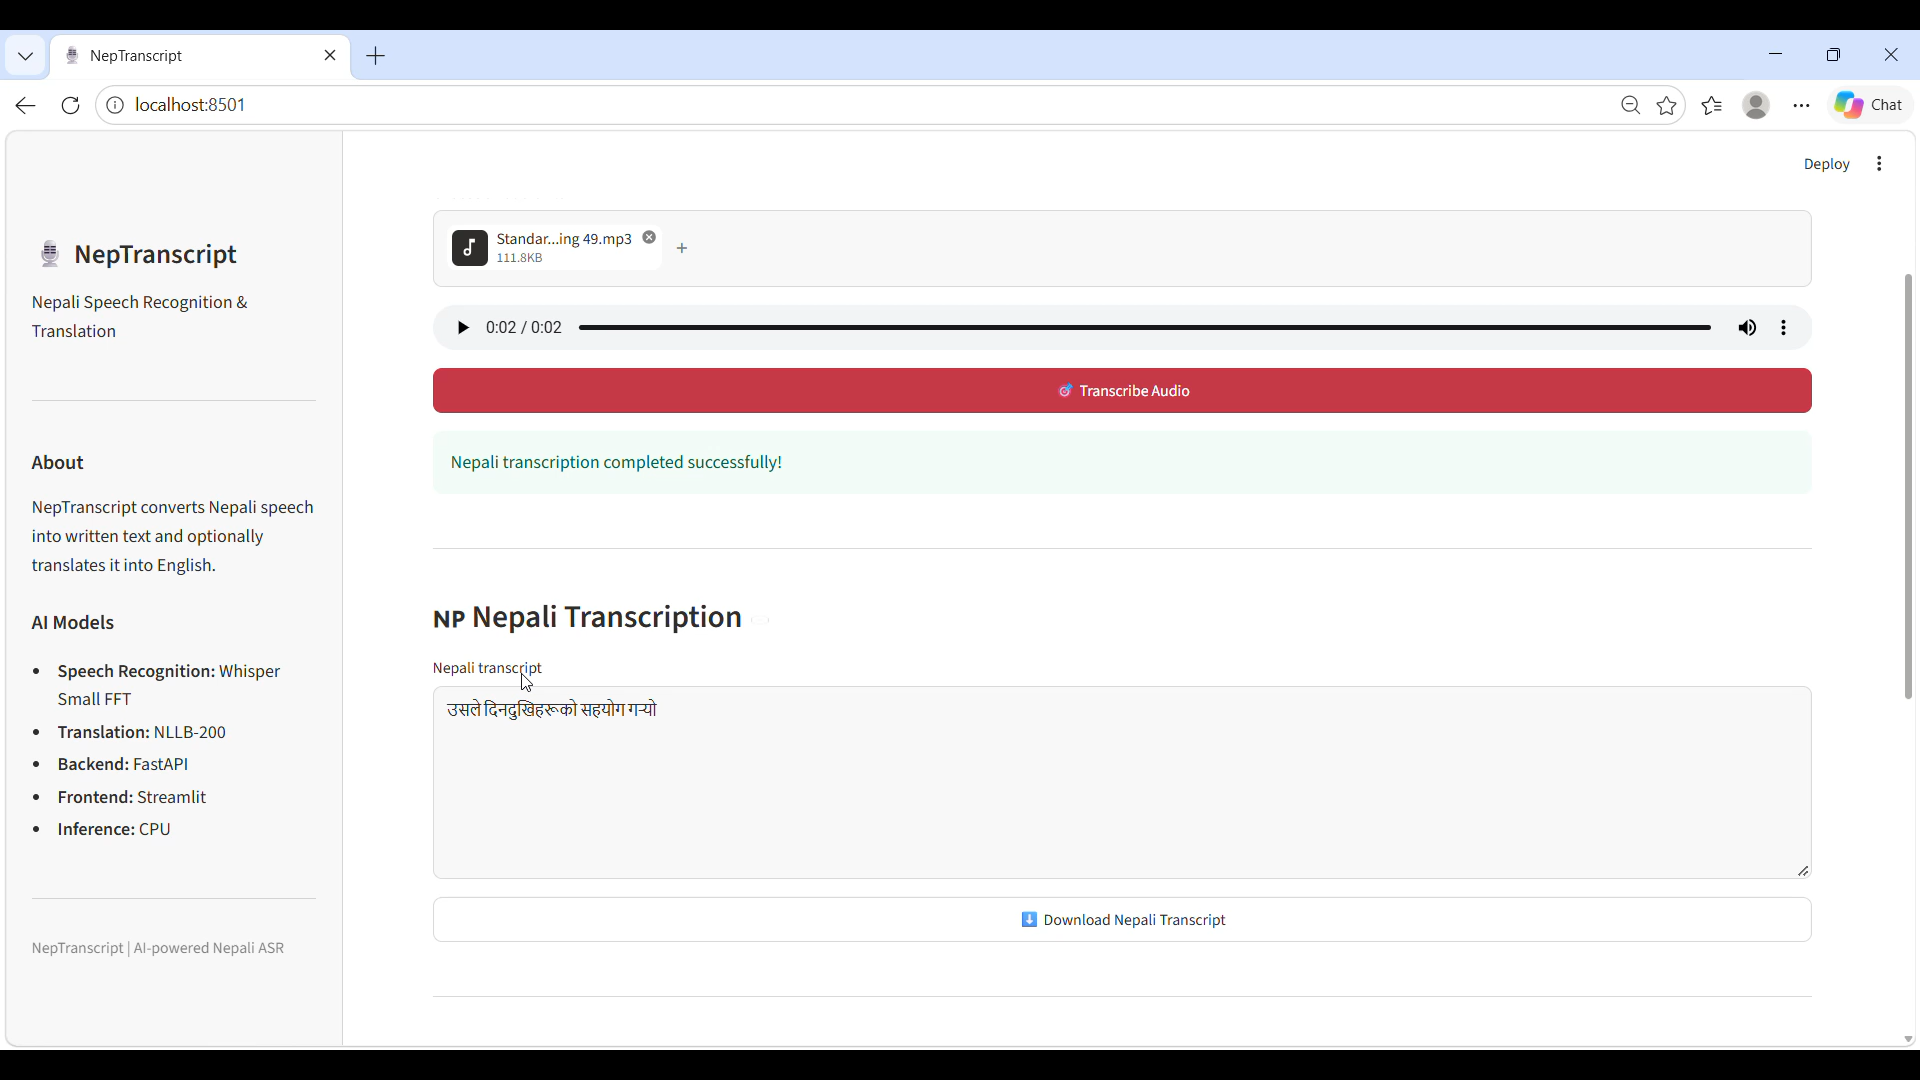 NepTranscript
localhost:8501
Chat
Deploy
NepTranscript
Nepali Speech Recognition &
Translation
About
NepTranscript converts Nepali speech
into written text and optionally
translates it into English.
AI Models
Speech Recognition: Whisper
Small FFT
Translation: NLLB-200
Backend: FastAPI
Frontend: Streamlit
Inference: CPU
NepTranscript | AI-powered Nepali ASR
Standar...ing 49.mp3
111.8KB
0:02 / 0:02
Transcribe Audio
Nepali transcription completed successfully!
NP Nepali Transcription
Nepali transcript
उसले दिनदुखिहरूको सहयोग गऱ्यो
Download Nepali Transcript